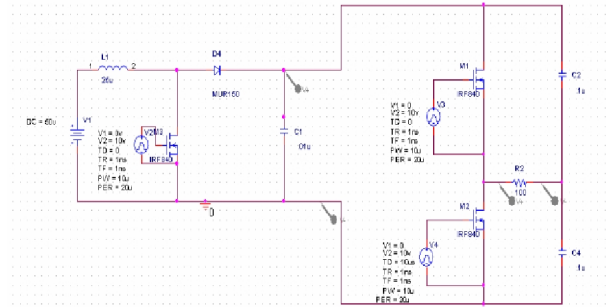 L1
1
2
25u
D4
MUR150
DC = 50v
V1
V1 = 0v
V2 = 10v
TD = 0
TR = 1ns
TF = 1ns
PW = 10u
PER = 20u
IRF840
C1
.01u
0
M1
IRF840
V3
V1 = 0
V2 = 10v
TD = 0
TR = 1ns
TF = 1ns
PW = 10u
PER = 20u
C2
.1u
R2
100
M2
IRF840
V4
V1 = 0
V2 = 10v
TD = 10us
TR = 1ns
TF = 1ns
PW = 10u
PER = 20u
C4
.1u